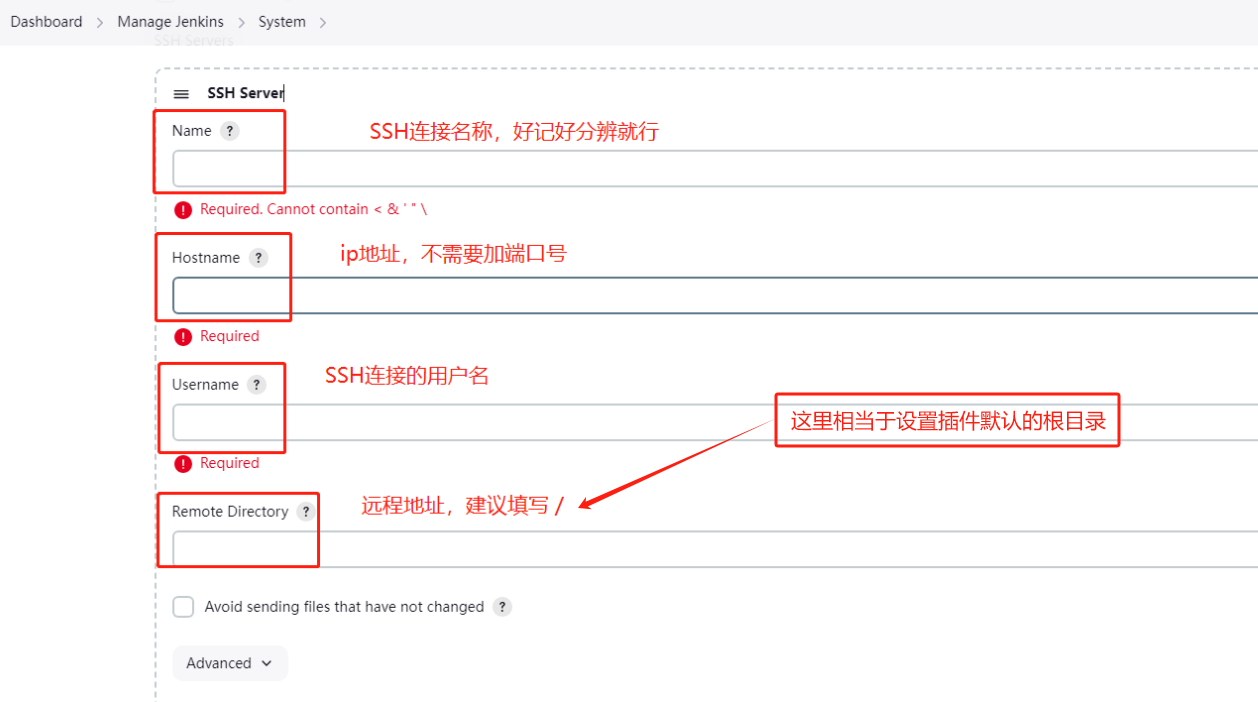 Dashboard > Manage Jenkins > System >
SSH Servers
SSH Server
Name ?
SSH连接名称，好记好分辨就行
Required. Cannot contain < & ' " \
Hostname ?
ip地址，不需要加端口号
Required
Username ?
SSH连接的用户名
这里相当于设置插件默认的根目录
Required
Remote Directory ?
远程地址，建议填写 /
Avoid sending files that have not changed ?
Advanced